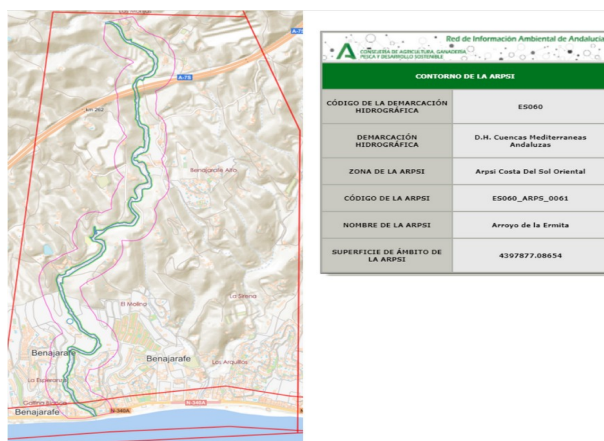 A-7S
A-7S
km 262
Benajarafe Alto
La Sirena
El Molino
Benajarafe
Benajarafe
Los Arquillos
La Esperanza
N-340A
N-340A
Benajarafe
Red de Información Ambiental de Andalucía
CONSEJERÍA DE AGRICULTURA, GANADERÍA
PESCA Y DESARROLLO SOSTENIBLE
CONTORNO DE LA ARPSI
CÓDIGO DE LA DEMARCACIÓN
HIDROGRÁFICA
ES060
DEMARCACIÓN
HIDROGRÁFICA
D.H. Cuencas Mediterraneas
Andaluzas
ZONA DE LA ARPSI
Arpsi Costa Del Sol Oriental
CÓDIGO DE LA ARPSI
ES060_ARPS_0061
NOMBRE DE LA ARPSI
Arroyo de la Ermita
SUPERFICIE DE ÁMBITO DE
LA ARPSI
4397877.08654